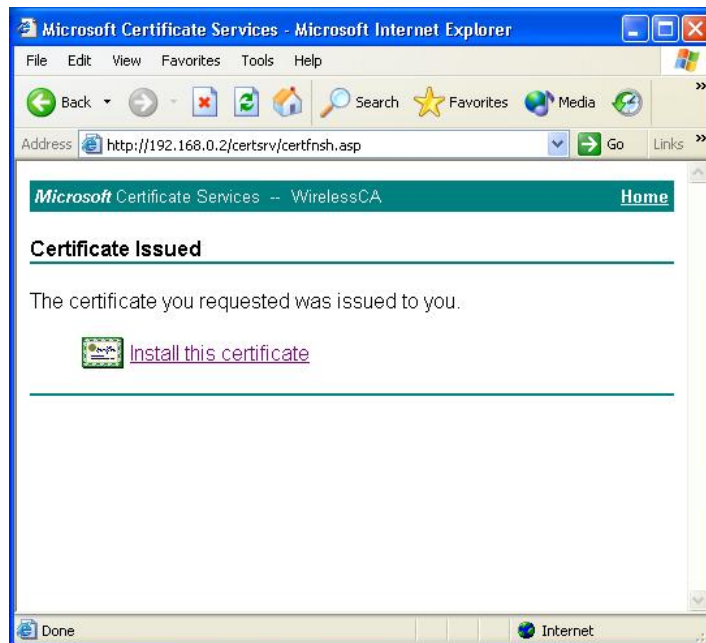 Microsoft Certificate Services - Microsoft Internet Explorer
File Edit View Favorites Tools Help
Back Search Favorites Media »
Address http://192.168.0.2/certsrv/certfnsh.asp Go Links »
Microsoft Certificate Services -- WirelessCA Home
Certificate Issued
The certificate you requested was issued to you.
Install this certificate
Done Internet